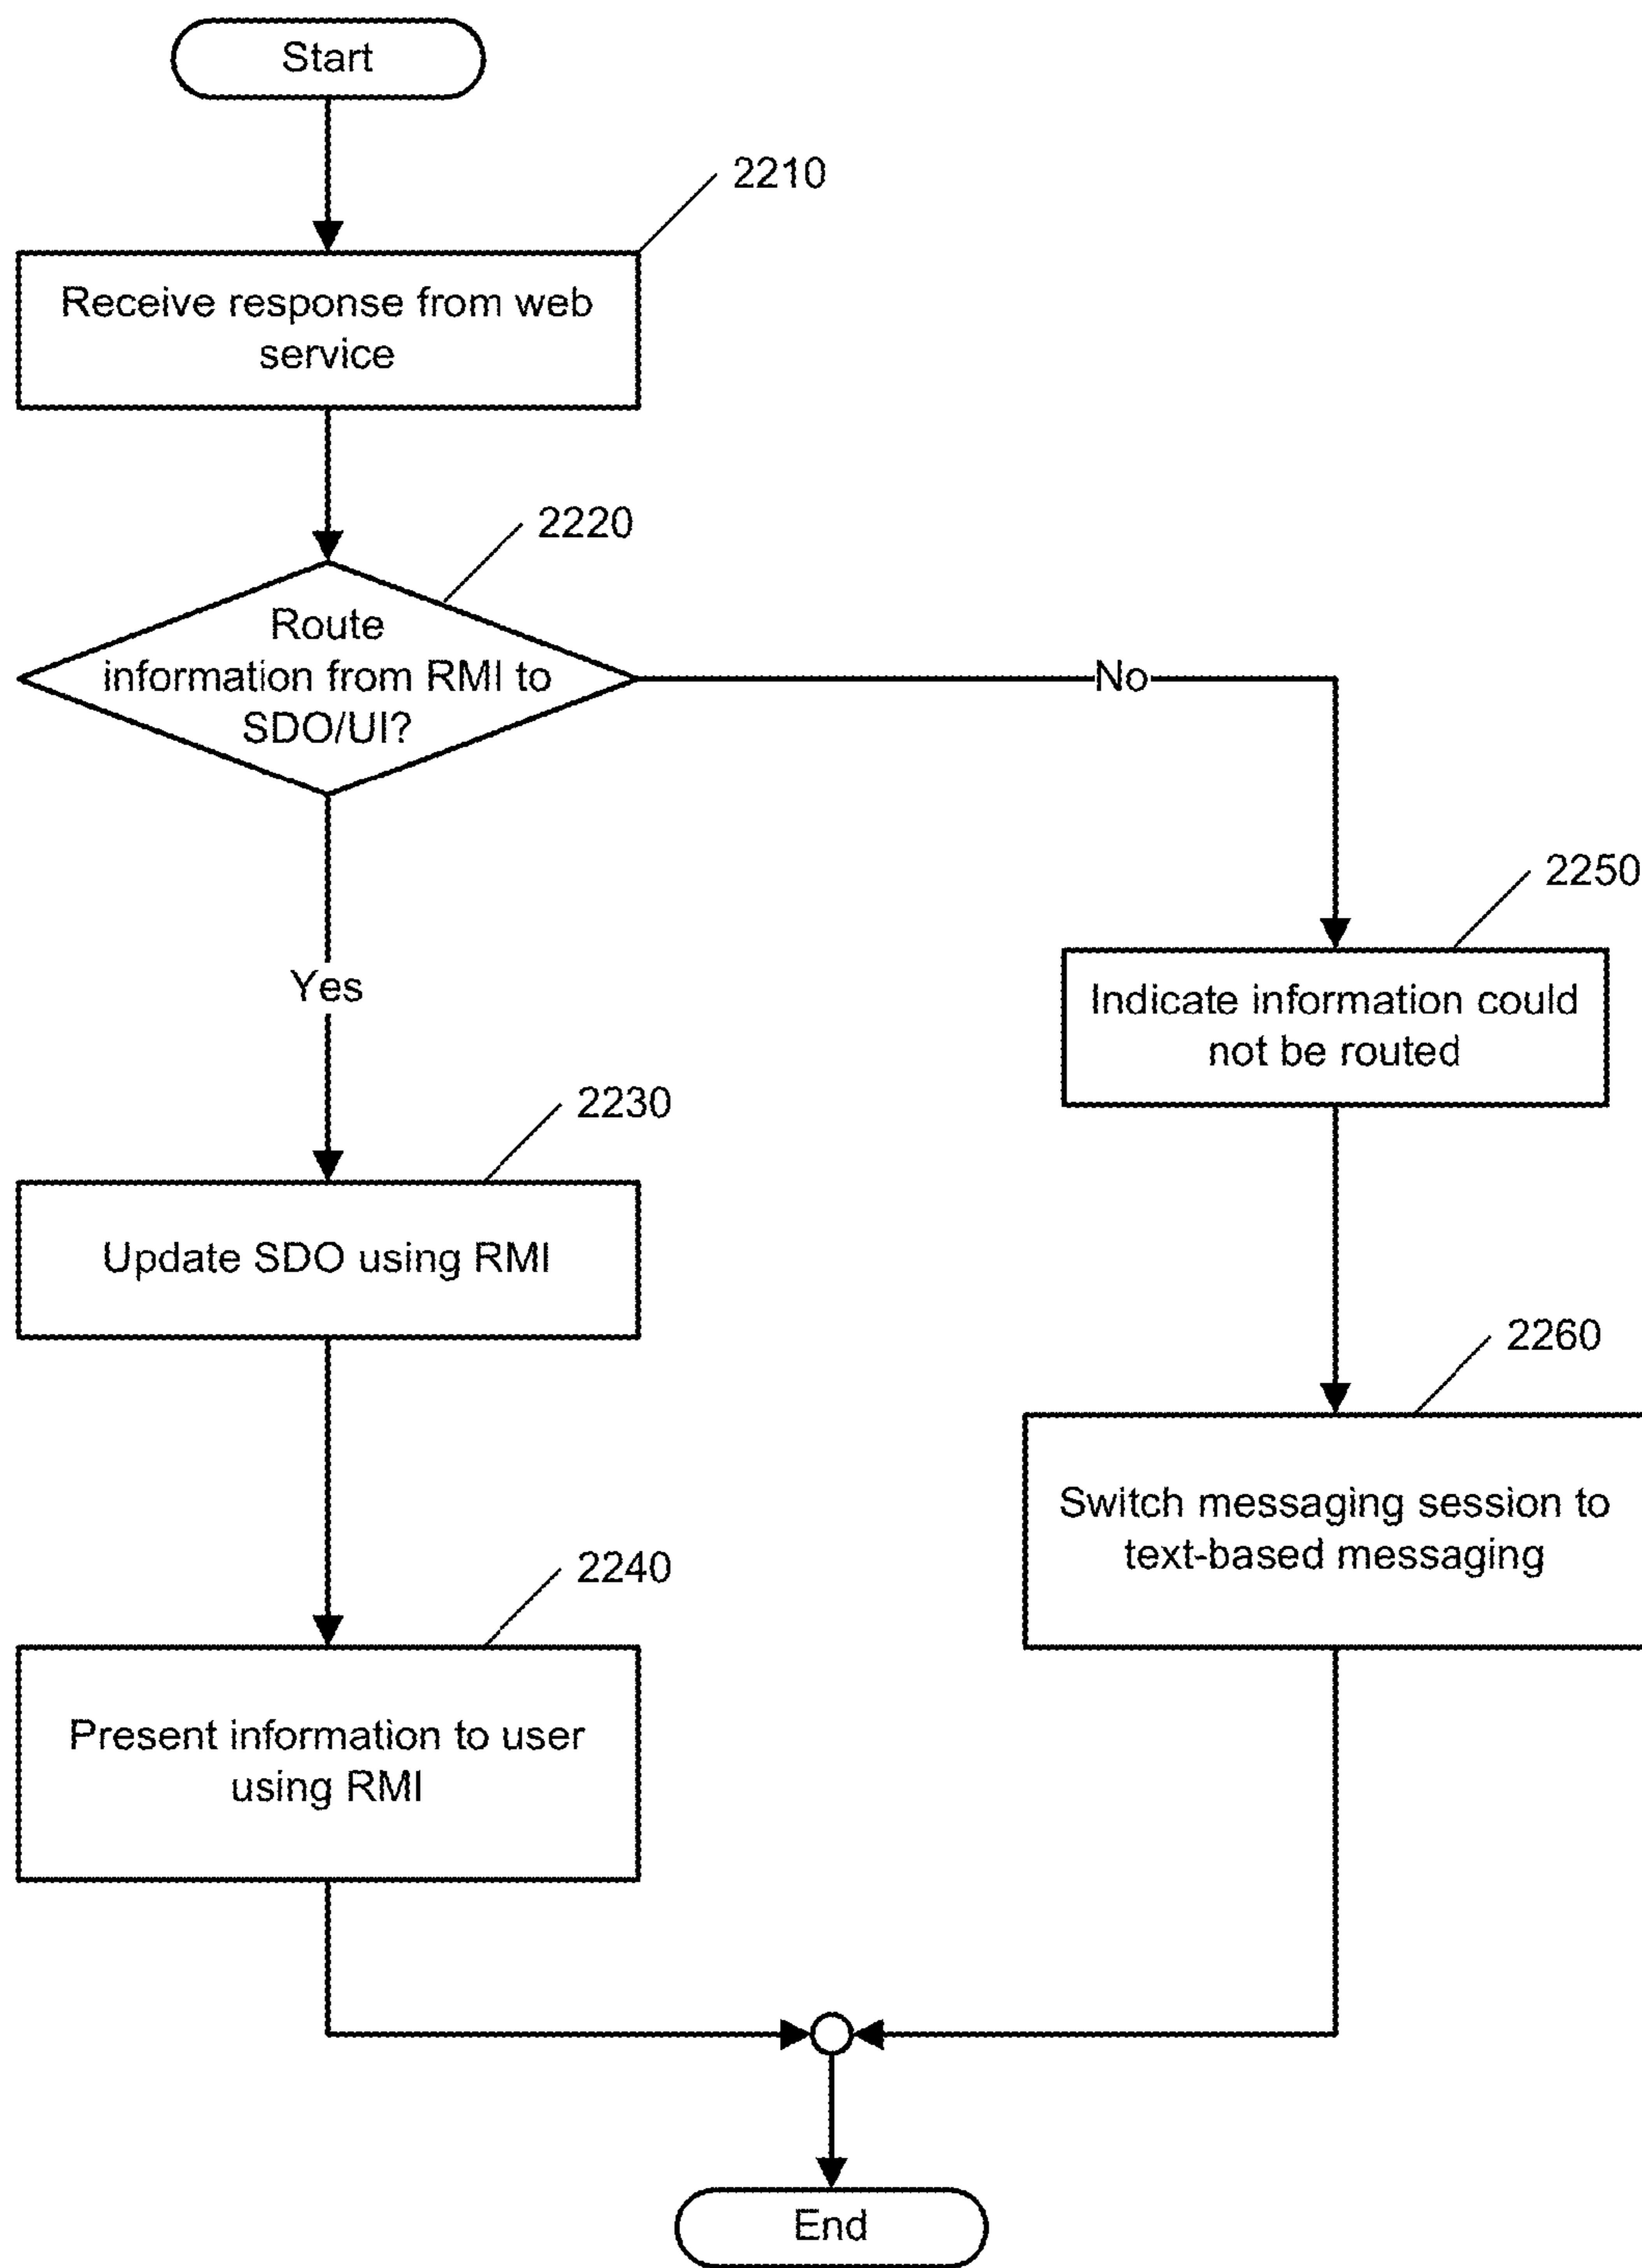 Start
2210
Receive response from web
service
2220
Route
information from RMI to
SDO/UI?
No
Yes
2250
Indicate information could
not be routed
2230
Update SDO using RMI
2260
Switch messaging session to
text-based messaging
2240
Present information to user
using RMI
End